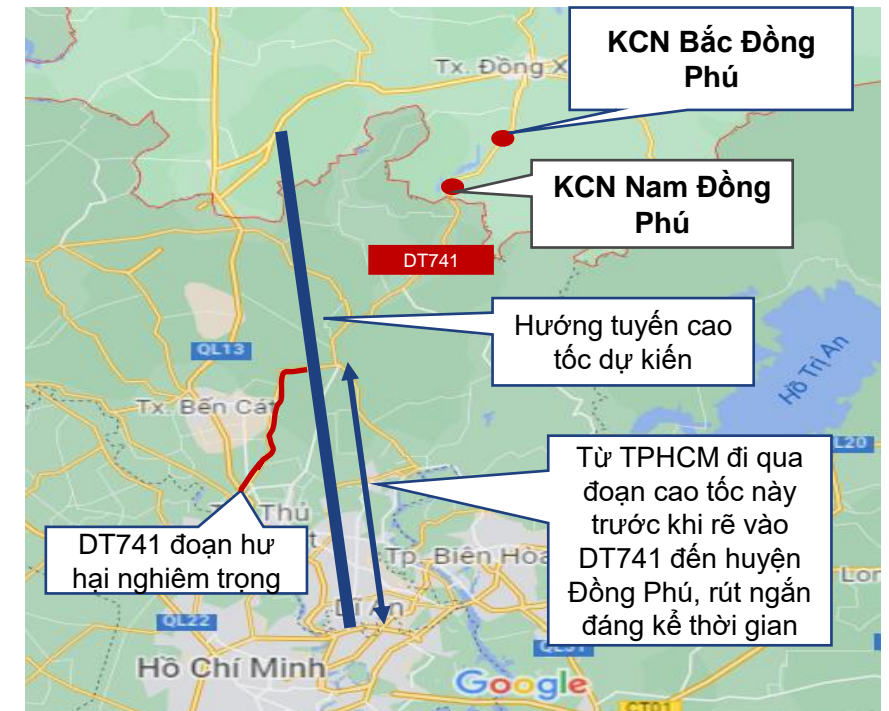 KCN Bắc Đồng
Phú
Tx. Đồng X
KCN Nam Đồng
Phú
DT741
Hướng tuyến cao
tốc dự kiến
QL13
Hồ Trị An
Tx. Bến Cát
L20
Từ TPHCM đi qua
đoạn cao tốc này
trước khi rẽ vào
DT741 đến huyện
Đồng Phú, rút ngắn
đáng kể thời gian
Thủ
DT741 đoạn hư
hại nghiêm trọng
Tp. Biên Hòa
Lon
Dĩ An
QL22
QL51
Hồ Chí Minh
Google
CT01